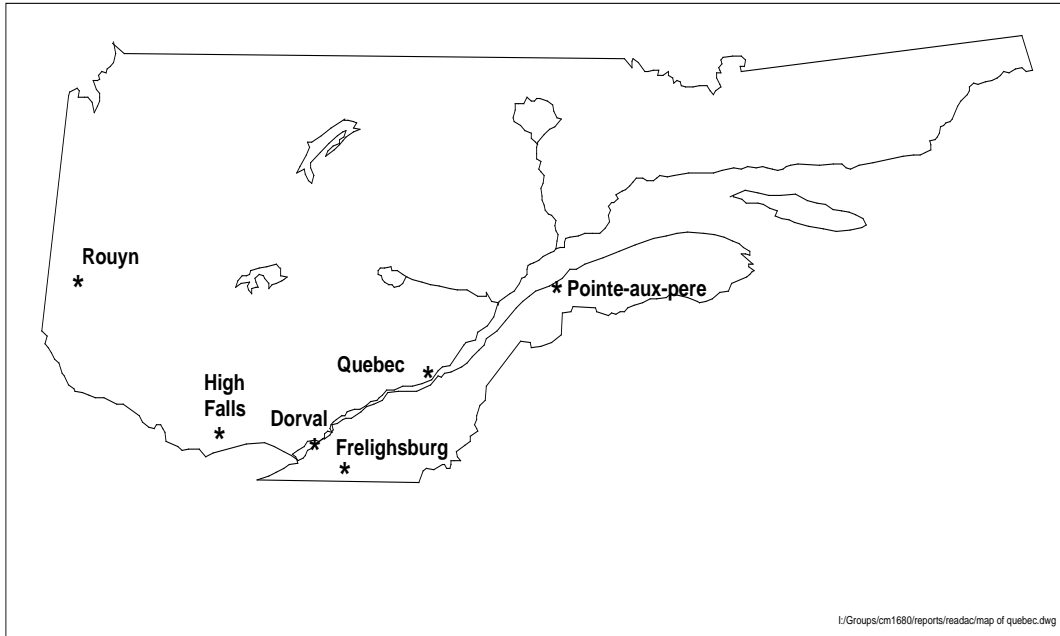 Rouyn
*
* Pointe-aux-pere
Quebec
*
High
Falls
*
Dorval
*
Frelighsburg
*
I:/Groups/cm1680/reports/readac/map of quebec.dwg